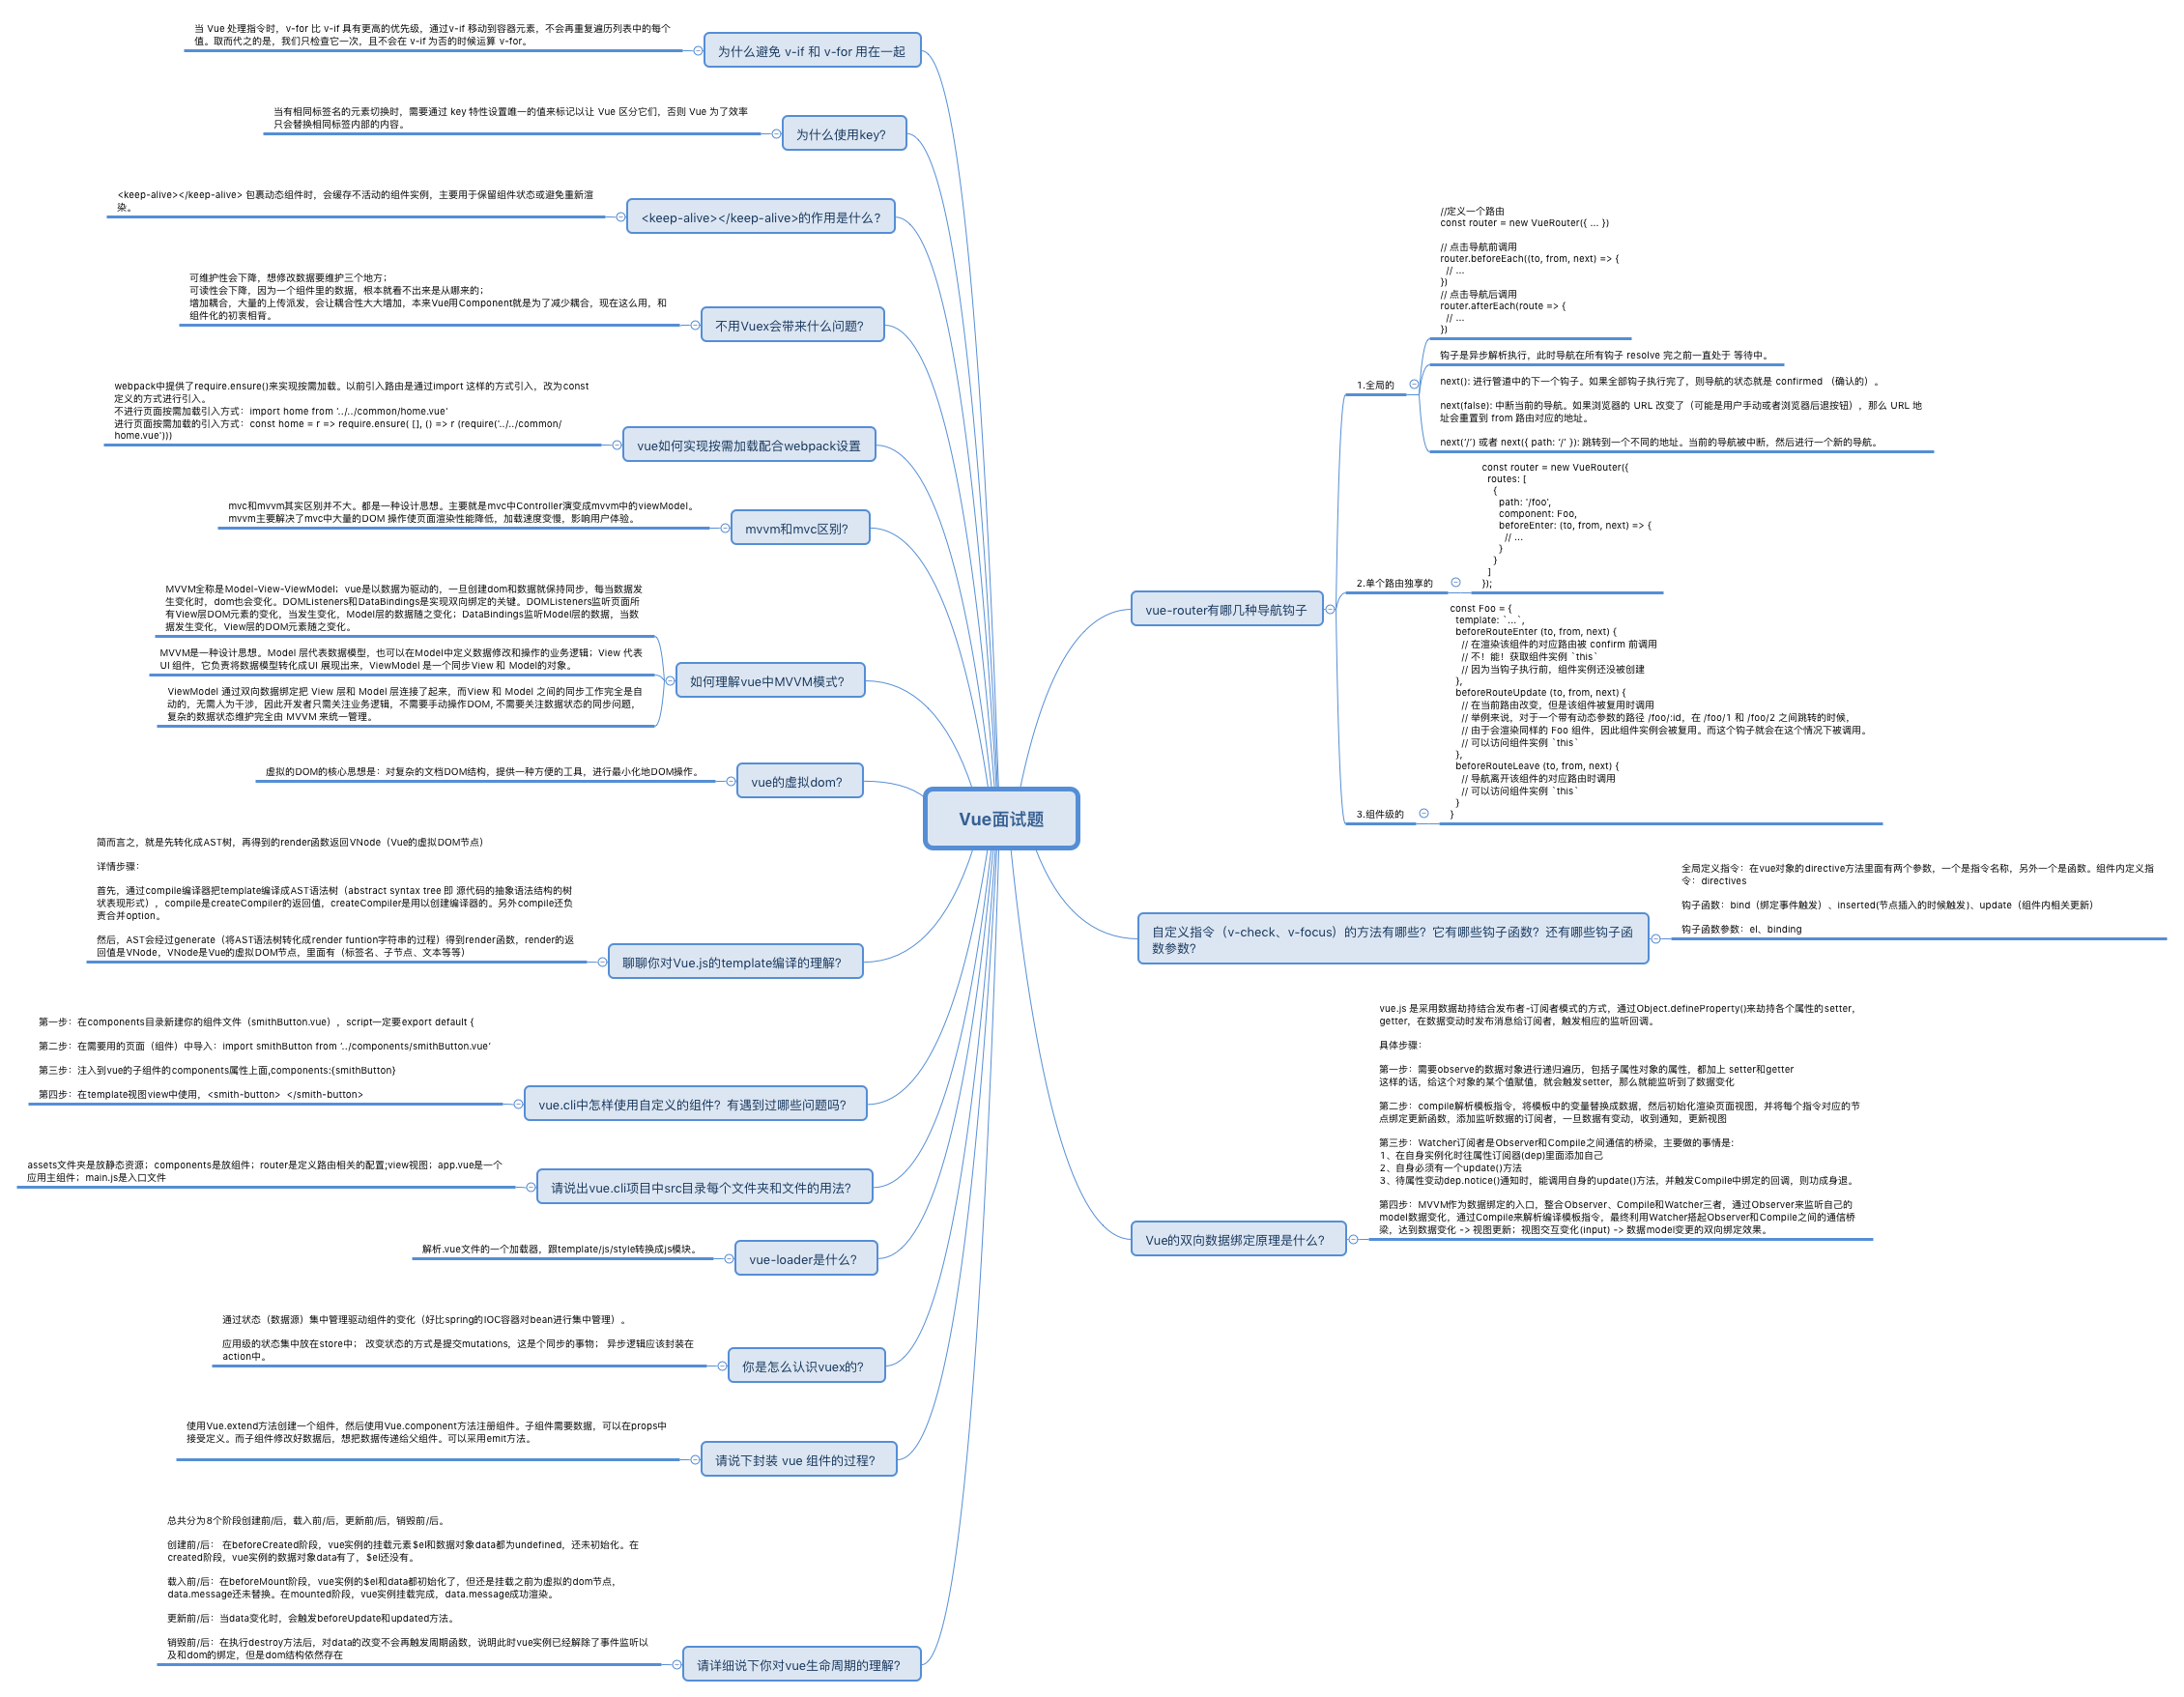 Vue面试题
为什么避免 v-if 和 v-for 用在一起
当 Vue 处理指令时，v-for 比 v-if 具有更高的优先级，通过v-if 移动到容器元素，不会再重复遍历列表中的每个
值。取而代之的是，我们只检查它一次，且不会在 v-if 为否的时候运算 v-for。
为什么使用key？
当有相同标签名的元素切换时，需要通过 key 特性设置唯一的值来标记以让 Vue 区分它们，否则 Vue 为了效率
只会替换相同标签内部的内容。
<keep-alive></keep-alive>的作用是什么?
<keep-alive></keep-alive> 包裹动态组件时，会缓存不活动的组件实例，主要用于保留组件状态或避免重新渲
染。
不用Vuex会带来什么问题？
可维护性会下降，想修改数据要维护三个地方；
可读性会下降，因为一个组件里的数据，根本就看不出来是从哪来的；
增加耦合，大量的上传派发，会让耦合性大大增加，本来Vue用Component就是为了减少耦合，现在这么用，和
组件化的初衷相背。
vue如何实现按需加载配合webpack设置
webpack中提供了require.ensure()来实现按需加载。以前引入路由是通过import 这样的方式引入，改为const
定义的方式进行引入。
不进行页面按需加载引入方式：import home from '../../common/home.vue'
进行页面按需加载的引入方式：const home = r => require.ensure( [], () => r (require('../../common/
home.vue')))
mvvm和mvc区别？
mvc和mvvm其实区别并不大。都是一种设计思想。主要就是mvc中Controller演变成mvvm中的viewModel。
mvvm主要解决了mvc中大量的DOM 操作使页面渲染性能降低，加载速度变慢，影响用户体验。
如何理解vue中MVVM模式？
MVVM全称是Model-View-ViewModel；vue是以数据为驱动的，一旦创建dom和数据就保持同步，每当数据发
生变化时，dom也会变化。DOMListeners和DataBindings是实现双向绑定的关键。DOMListeners监听页面所
有View层DOM元素的变化，当发生变化，Model层的数据随之变化；DataBindings监听Model层的数据，当数
据发生变化，View层的DOM元素随之变化。
MVVM是一种设计思想。Model 层代表数据模型，也可以在Model中定义数据修改和操作的业务逻辑；View 代表
UI 组件，它负责将数据模型转化成UI 展现出来，ViewModel 是一个同步View 和 Model的对象。
ViewModel 通过双向数据绑定把 View 层和 Model 层连接了起来，而View 和 Model 之间的同步工作完全是自
动的，无需人为干涉，因此开发者只需关注业务逻辑，不需要手动操作DOM, 不需要关注数据状态的同步问题，
复杂的数据状态维护完全由 MVVM 来统一管理。
vue的虚拟dom？
虚拟的DOM的核心思想是：对复杂的文档DOM结构，提供一种方便的工具，进行最小化地DOM操作。
聊聊你对Vue.js的template编译的理解？
简而言之，就是先转化成AST树，再得到的render函数返回VNode（Vue的虚拟DOM节点）
详情步骤：
首先，通过compile编译器把template编译成AST语法树（abstract syntax tree 即 源代码的抽象语法结构的树
状表现形式），compile是createCompiler的返回值，createCompiler是用以创建编译器的。另外compile还负
责合并option。
然后，AST会经过generate（将AST语法树转化成render funtion字符串的过程）得到render函数，render的返
回值是VNode，VNode是Vue的虚拟DOM节点，里面有（标签名、子节点、文本等等）
vue.cli中怎样使用自定义的组件？有遇到过哪些问题吗？
第一步：在components目录新建你的组件文件（smithButton.vue），script一定要export default {
第二步：在需要用的页面（组件）中导入：import smithButton from '../components/smithButton.vue'
第三步：注入到vue的子组件的components属性上面,components:{smithButton}
第四步：在template视图view中使用，<smith-button>  </smith-button>
请说出vue.cli项目中src目录每个文件夹和文件的用法？
assets文件夹是放静态资源；components是放组件；router是定义路由相关的配置;view视图；app.vue是一个
应用主组件；main.js是入口文件
vue-loader是什么？
解析.vue文件的一个加载器，跟template/js/style转换成js模块。
你是怎么认识vuex的？
通过状态（数据源）集中管理驱动组件的变化（好比spring的IOC容器对bean进行集中管理）。
应用级的状态集中放在store中； 改变状态的方式是提交mutations，这是个同步的事物； 异步逻辑应该封装在
action中。
请说下封装 vue 组件的过程？
使用Vue.extend方法创建一个组件，然后使用Vue.component方法注册组件。子组件需要数据，可以在props中
接受定义。而子组件修改好数据后，想把数据传递给父组件。可以采用emit方法。
请详细说下你对vue生命周期的理解？
总共分为8个阶段创建前/后，载入前/后，更新前/后，销毁前/后。
创建前/后： 在beforeCreated阶段，vue实例的挂载元素$el和数据对象data都为undefined，还未初始化。在
created阶段，vue实例的数据对象data有了，$el还没有。
载入前/后：在beforeMount阶段，vue实例的$el和data都初始化了，但还是挂载之前为虚拟的dom节点，
data.message还未替换。在mounted阶段，vue实例挂载完成，data.message成功渲染。
更新前/后：当data变化时，会触发beforeUpdate和updated方法。
销毁前/后：在执行destroy方法后，对data的改变不会再触发周期函数，说明此时vue实例已经解除了事件监听以
及和dom的绑定，但是dom结构依然存在
vue-router有哪几种导航钩子
1.全局的
//定义一个路由
const router = new VueRouter({ ... })
// 点击导航前调用
router.beforeEach((to, from, next) => {
// ...
})
// 点击导航后调用
router.afterEach(route => {
// ...
})
钩子是异步解析执行，此时导航在所有钩子 resolve 完之前一直处于 等待中。
next(): 进行管道中的下一个钩子。如果全部钩子执行完了，则导航的状态就是 confirmed （确认的）。
next(false): 中断当前的导航。如果浏览器的 URL 改变了（可能是用户手动或者浏览器后退按钮），那么 URL 地
址会重置到 from 路由对应的地址。
next('/') 或者 next({ path: '/' }): 跳转到一个不同的地址。当前的导航被中断，然后进行一个新的导航。
2.单个路由独享的
const router = new VueRouter({
routes: [
{
path: '/foo',
component: Foo,
beforeEnter: (to, from, next) => {
// ...
}
}
]
});
3.组件级的
const Foo = {
template: `...`,
beforeRouteEnter (to, from, next) {
// 在渲染该组件的对应路由被 confirm 前调用
// 不！能！获取组件实例 `this`
// 因为当钩子执行前，组件实例还没被创建
},
beforeRouteUpdate (to, from, next) {
// 在当前路由改变，但是该组件被复用时调用
// 举例来说，对于一个带有动态参数的路径 /foo/:id，在 /foo/1 和 /foo/2 之间跳转的时候，
// 由于会渲染同样的 Foo 组件，因此组件实例会被复用。而这个钩子就会在这个情况下被调用。
// 可以访问组件实例 `this`
},
beforeRouteLeave (to, from, next) {
// 导航离开该组件的对应路由时调用
// 可以访问组件实例 `this`
}
}
自定义指令（v-check、v-focus）的方法有哪些？它有哪些钩子函数？还有哪些钩子函
数参数？
全局定义指令：在vue对象的directive方法里面有两个参数，一个是指令名称，另外一个是函数。组件内定义指
令：directives
钩子函数：bind（绑定事件触发）、inserted(节点插入的时候触发)、update（组件内相关更新）
钩子函数参数：el、binding
Vue的双向数据绑定原理是什么？
vue.js 是采用数据劫持结合发布者-订阅者模式的方式，通过Object.defineProperty()来劫持各个属性的setter，
getter，在数据变动时发布消息给订阅者，触发相应的监听回调。
具体步骤：
第一步：需要observe的数据对象进行递归遍历，包括子属性对象的属性，都加上 setter和getter
这样的话，给这个对象的某个值赋值，就会触发setter，那么就能监听到了数据变化
第二步：compile解析模板指令，将模板中的变量替换成数据，然后初始化渲染页面视图，并将每个指令对应的节
点绑定更新函数，添加监听数据的订阅者，一旦数据有变动，收到通知，更新视图
第三步：Watcher订阅者是Observer和Compile之间通信的桥梁，主要做的事情是:
1、在自身实例化时往属性订阅器(dep)里面添加自己
2、自身必须有一个update()方法
3、待属性变动dep.notice()通知时，能调用自身的update()方法，并触发Compile中绑定的回调，则功成身退。
第四步：MVVM作为数据绑定的入口，整合Observer、Compile和Watcher三者，通过Observer来监听自己的
model数据变化，通过Compile来解析编译模板指令，最终利用Watcher搭起Observer和Compile之间的通信桥
梁，达到数据变化 -> 视图更新；视图交互变化(input) -> 数据model变更的双向绑定效果。